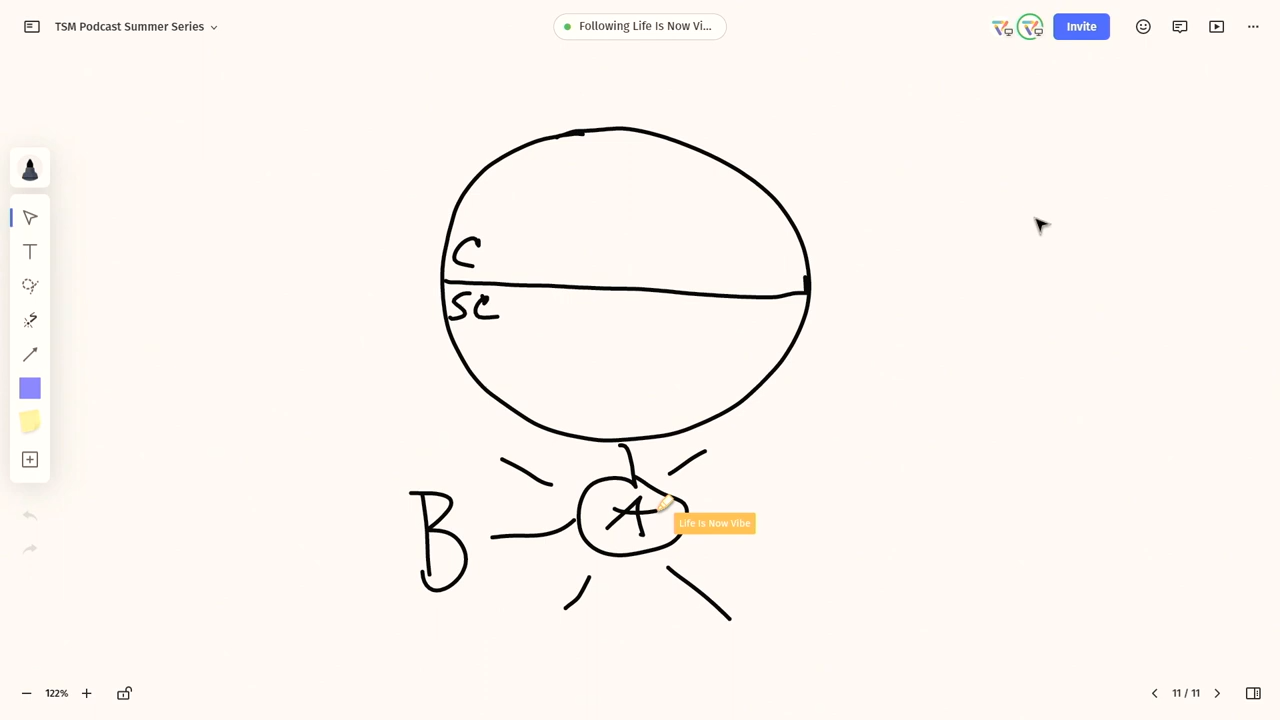 TSM Podcast Summer Series
Following Life Is Now Vi...
Invite
C
SC
B
A
Life Is Now Vibe
122%
11 / 11